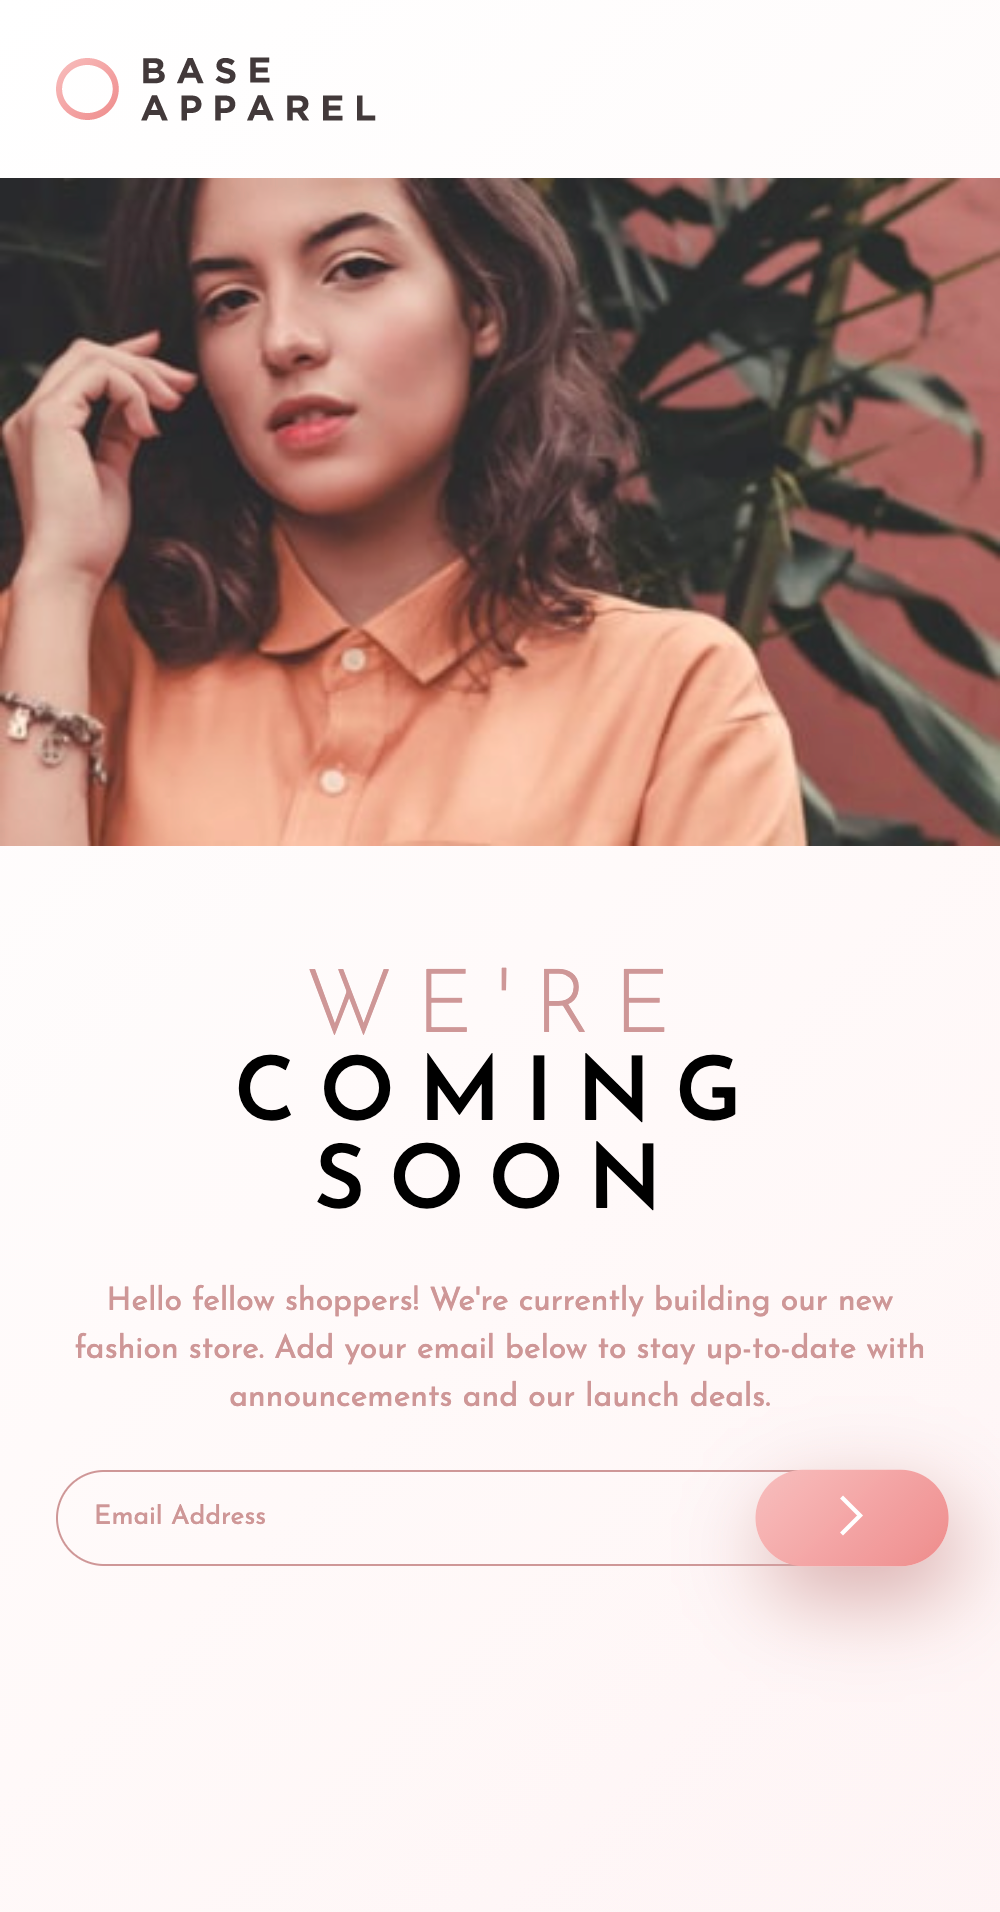 BASE
APPAREL
WE'RE
COMING
SOON
Hello fellow shoppers! We're currently building our new
fashion store. Add your email below to stay up-to-date with
announcements and our launch deals.
Email Address